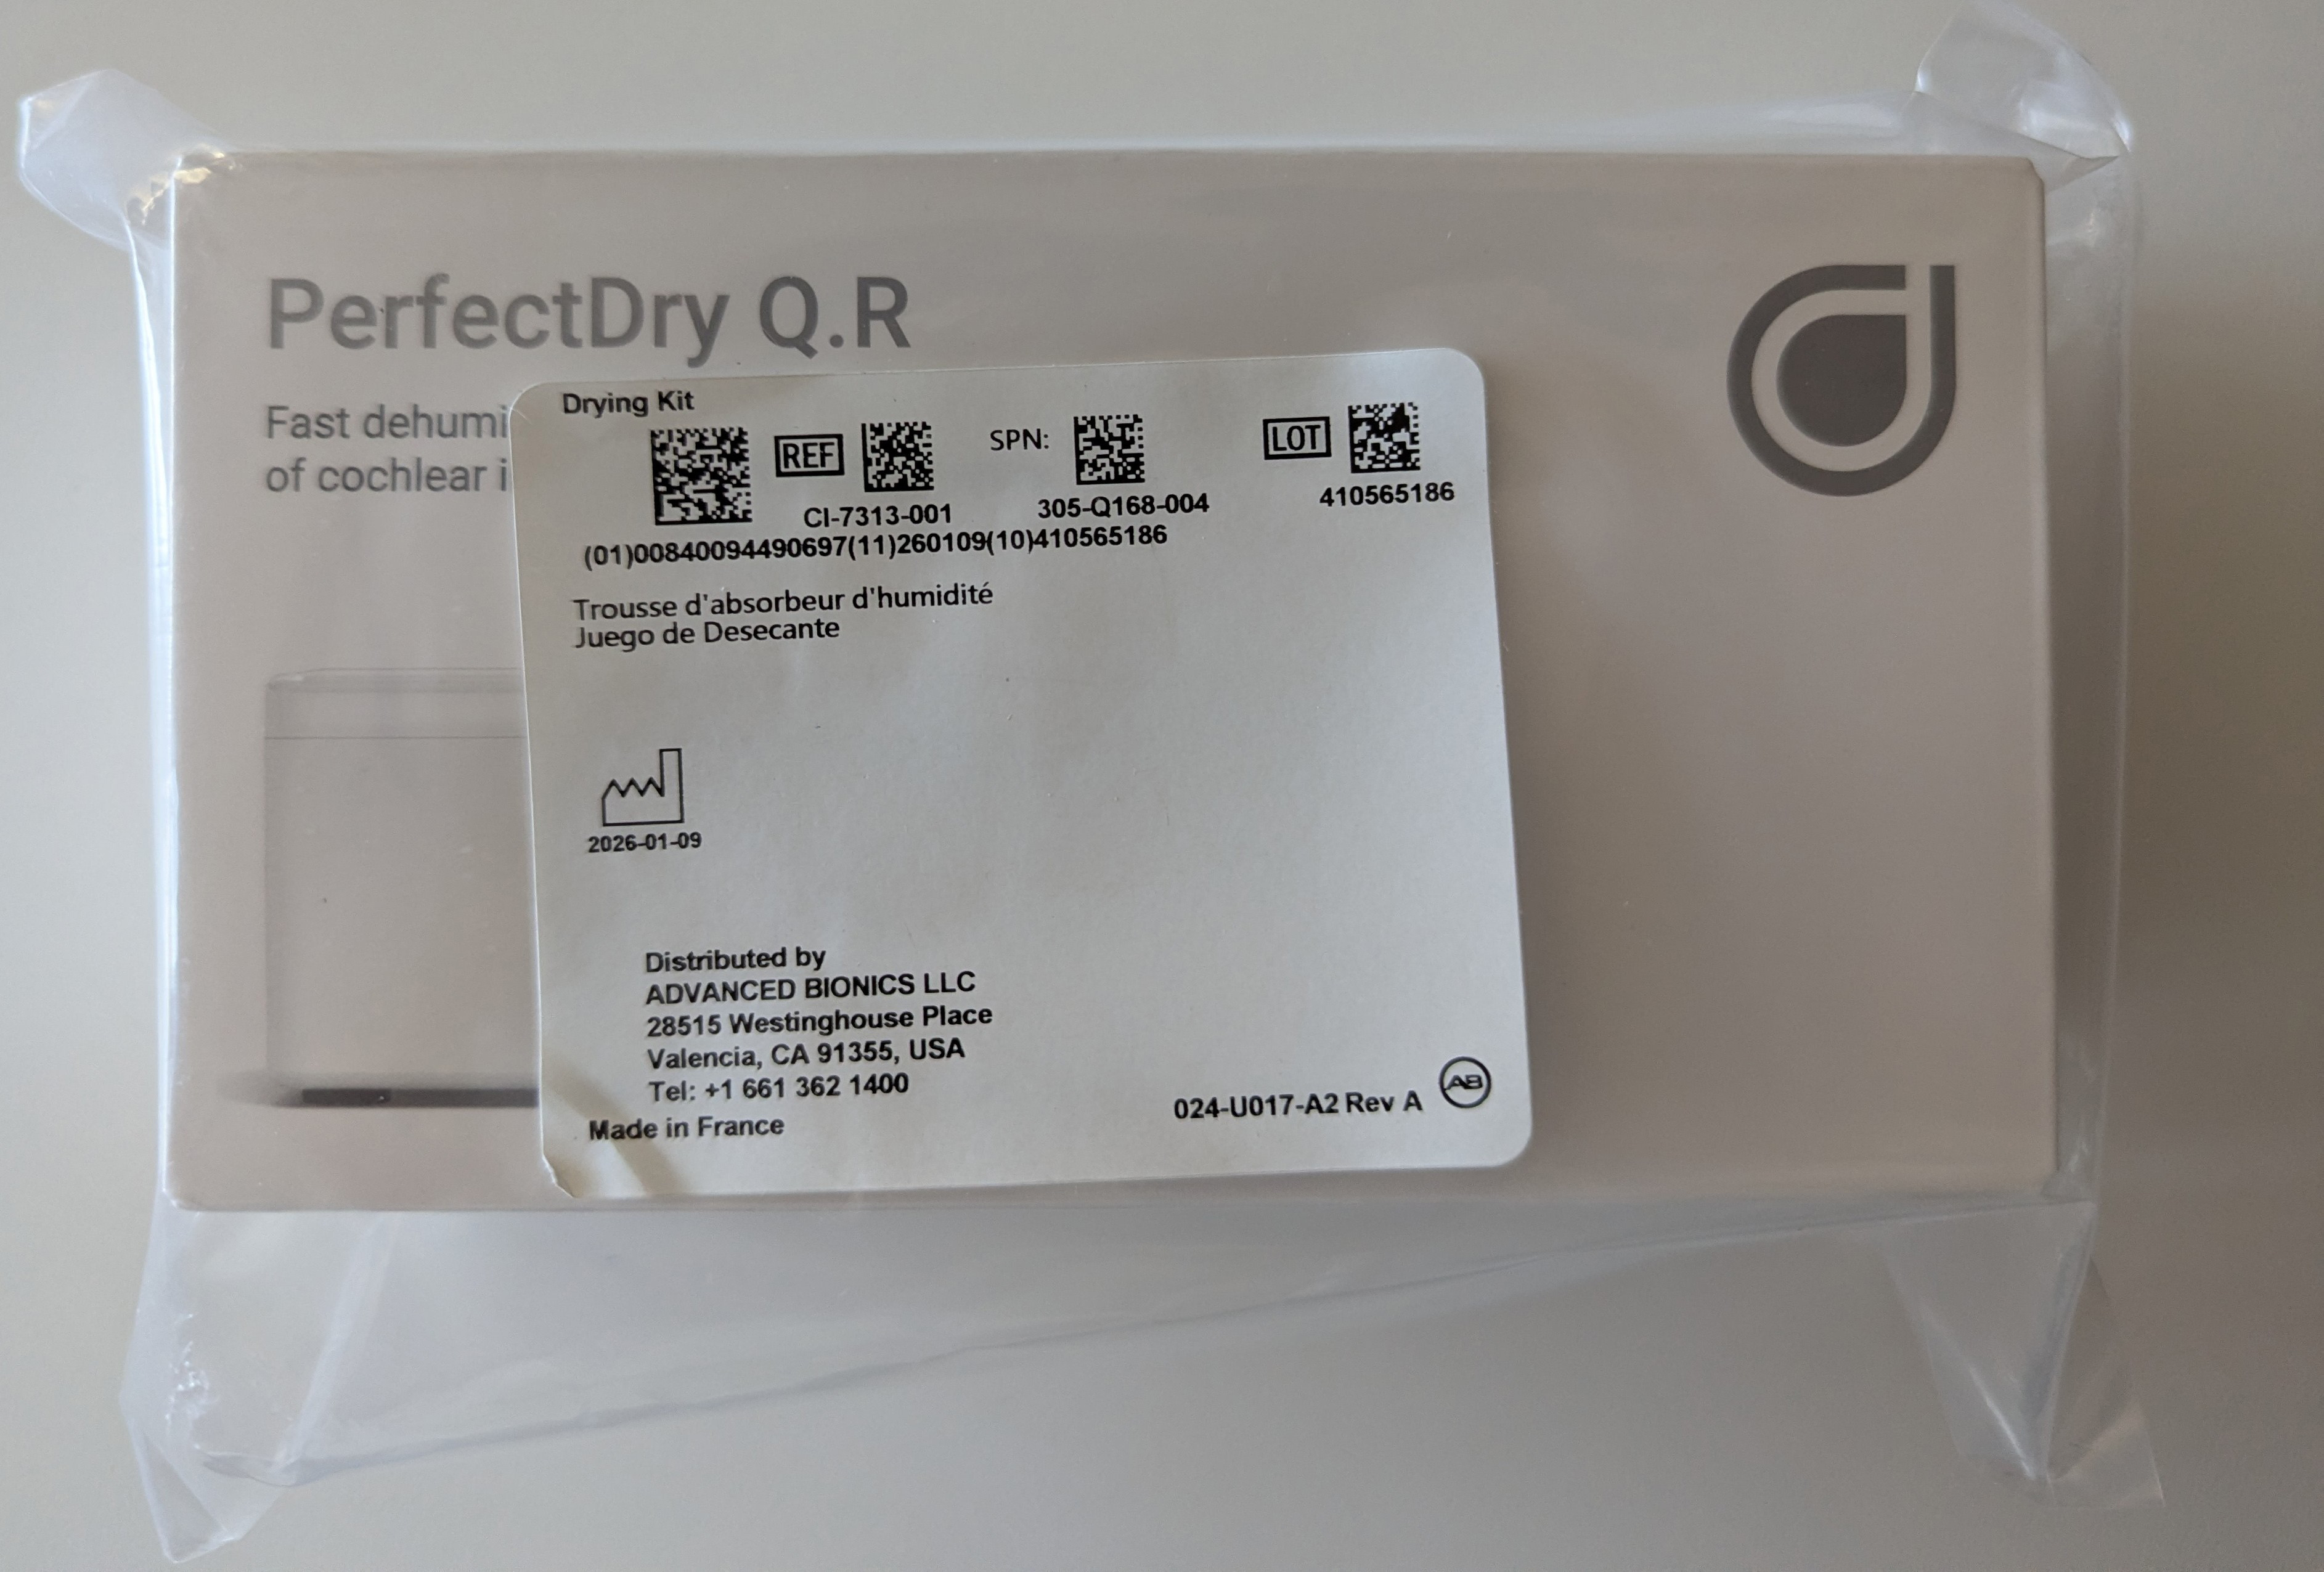 PerfectDry Q.R
Fast dehumi
of cochlear i
Drying Kit
REF
SPN:
LOT
CI-7313-001
305-Q168-004
410565186
(01)00840094490697(11)260109(10)410565186
Trousse d'absorbeur d'humidité
Juego de Desecante
2026-01-09
Distributed by
ADVANCED BIONICS LLC
28515 Westinghouse Place
Valencia, CA 91355, USA
Tel: +1 661 362 1400
Made in France
024-U017-A2 Rev A
AB